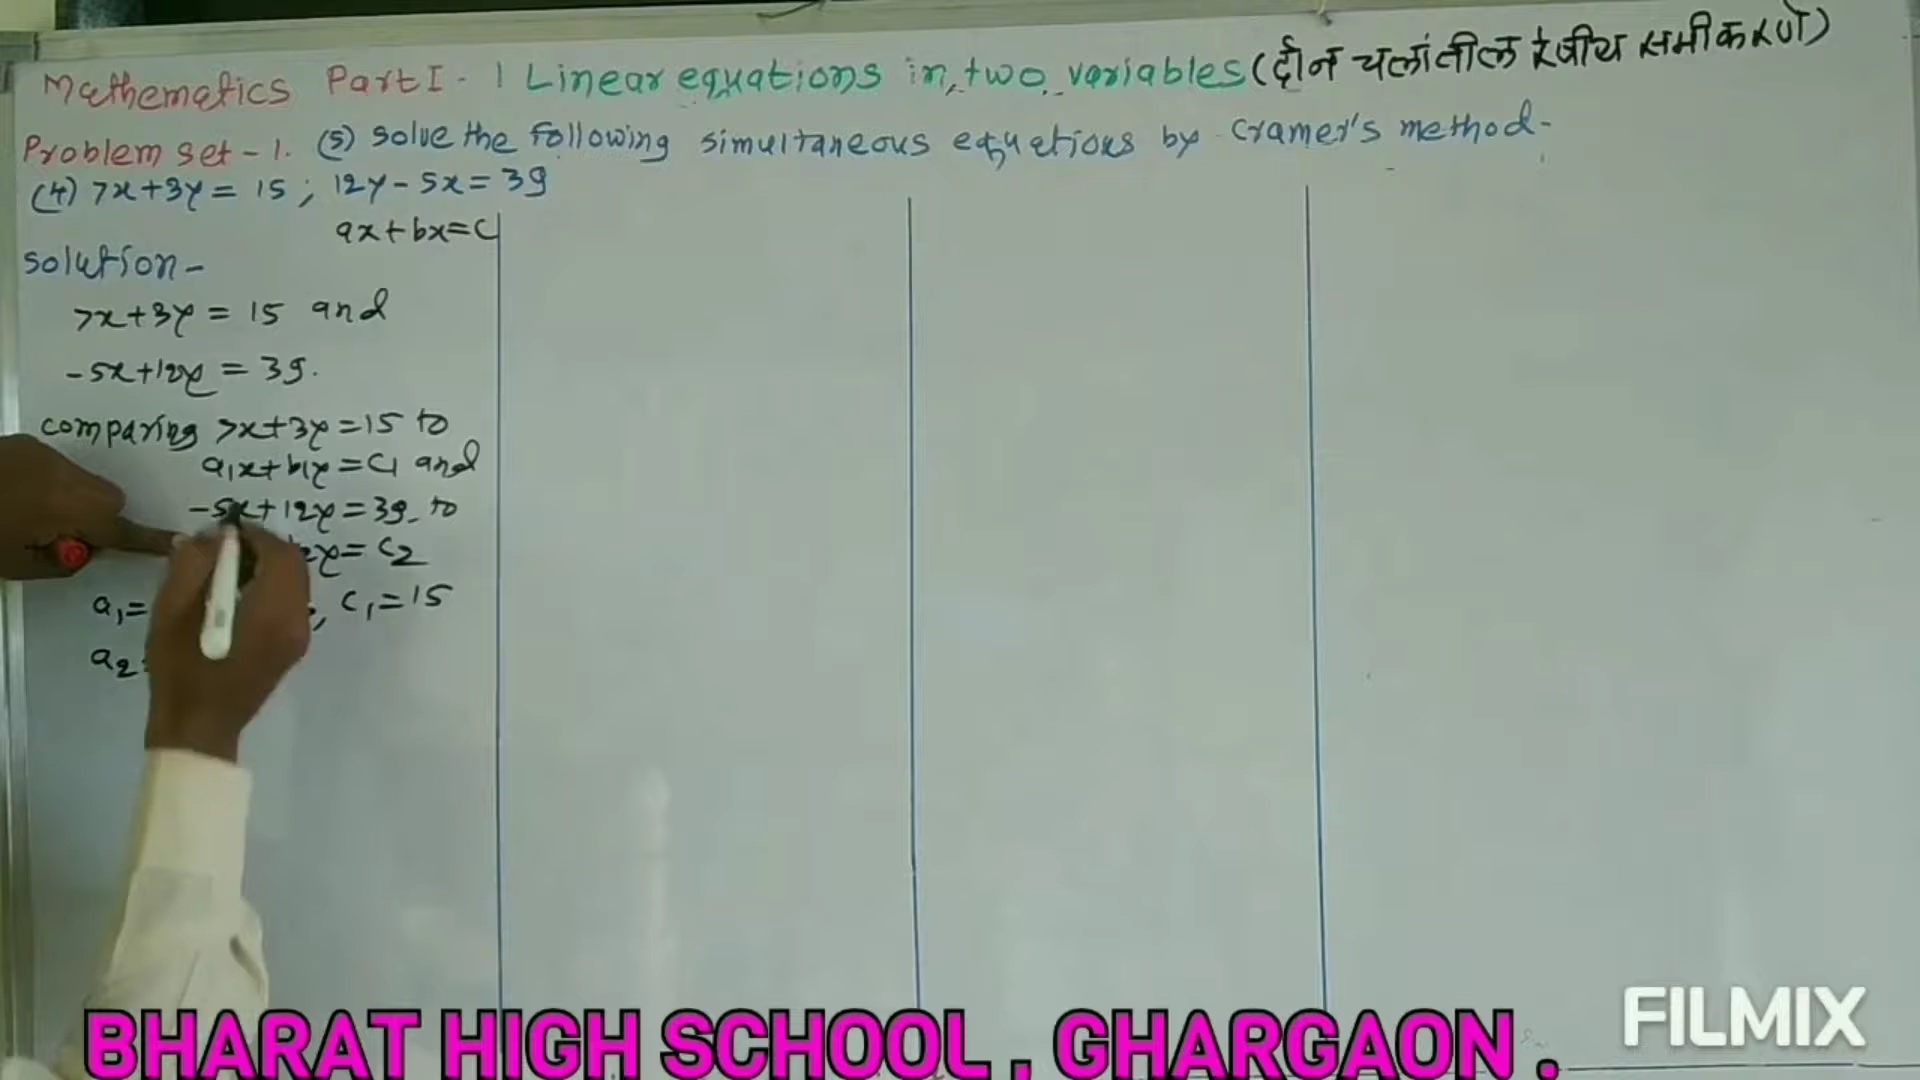 Mathematics Part I - 1 Linear equations in two variables (दोन चलांतील रेषीय समीकरणे)
Problem set - 1. (5) solve the following simultaneous equations by Cramer's method -
(4) 7x+3y = 15 ; 12y - 5x = 39
ax+bx=c
solution -
7x+3y = 15 and
-5x+12y = 39.
comparing 7x+3y=15 to
a₁x+b₁y=c₁ and
-5x+12y=39 to
2y=c₂
a₁= , c₁=15
a₂
BHARAT HIGH SCHOOL , GHARGAON .
FILMIX